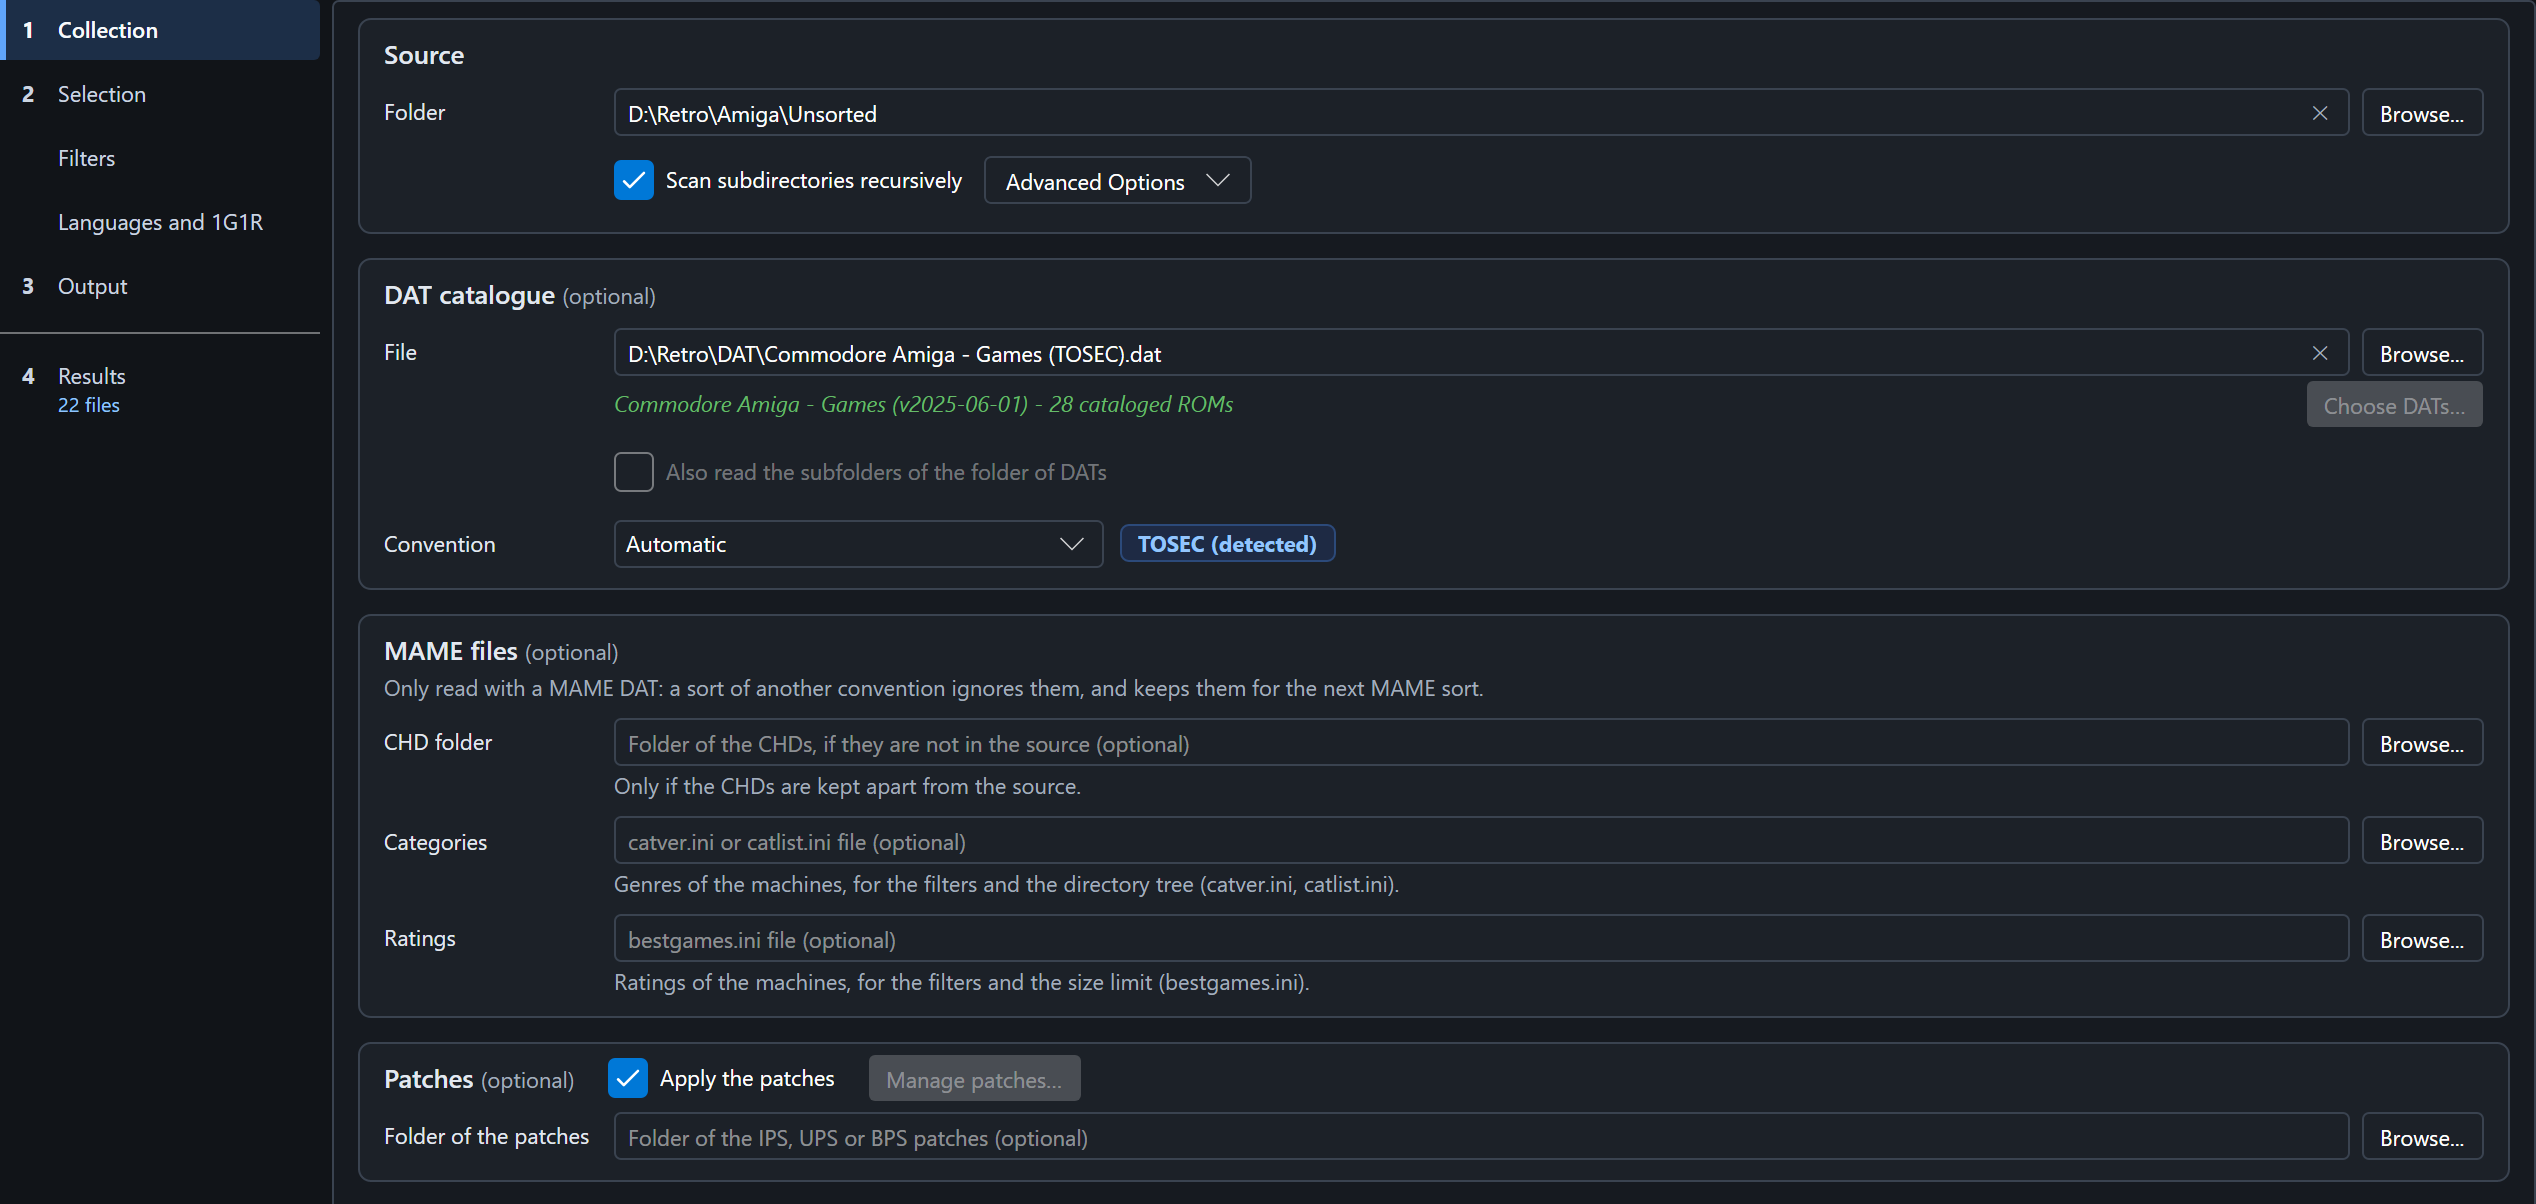 1 Collection
2 Selection
Filters
Languages and 1G1R
3 Output
4 Results
22 files
Source
Folder
D:\Retro\Amiga\Unsorted
Browse...
Scan subdirectories recursively
Advanced Options
DAT catalogue (optional)
File
D:\Retro\DAT\Commodore Amiga - Games (TOSEC).dat
Browse...
Commodore Amiga - Games (v2025-06-01) - 28 cataloged ROMs
Choose DATs...
Also read the subfolders of the folder of DATs
Convention
Automatic
TOSEC (detected)
MAME files (optional)
Only read with a MAME DAT: a sort of another convention ignores them, and keeps them for the next MAME sort.
CHD folder
Folder of the CHDs, if they are not in the source (optional)
Browse...
Only if the CHDs are kept apart from the source.
Categories
catver.ini or catlist.ini file (optional)
Browse...
Genres of the machines, for the filters and the directory tree (catver.ini, catlist.ini).
Ratings
bestgames.ini file (optional)
Browse...
Ratings of the machines, for the filters and the size limit (bestgames.ini).
Patches (optional)
Apply the patches
Manage patches...
Folder of the patches
Folder of the IPS, UPS or BPS patches (optional)
Browse...